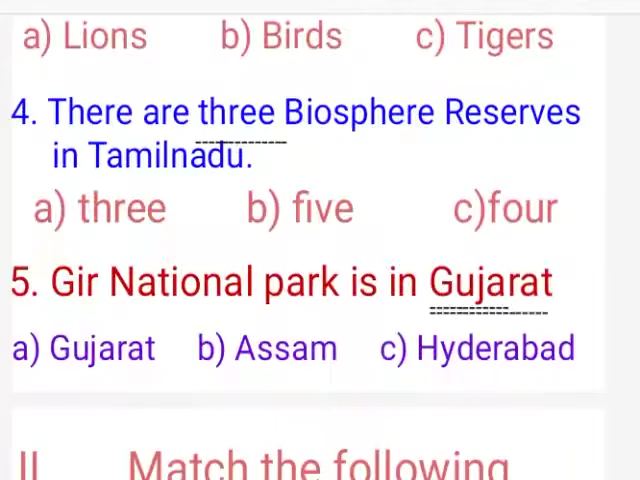 a) Lions b) Birds c) Tigers
4. There are three Biosphere Reserves
in Tamilnadu.
a) three b) five c)four
5. Gir National park is in Gujarat
a) Gujarat b) Assam c) Hyderabad
II Match the following